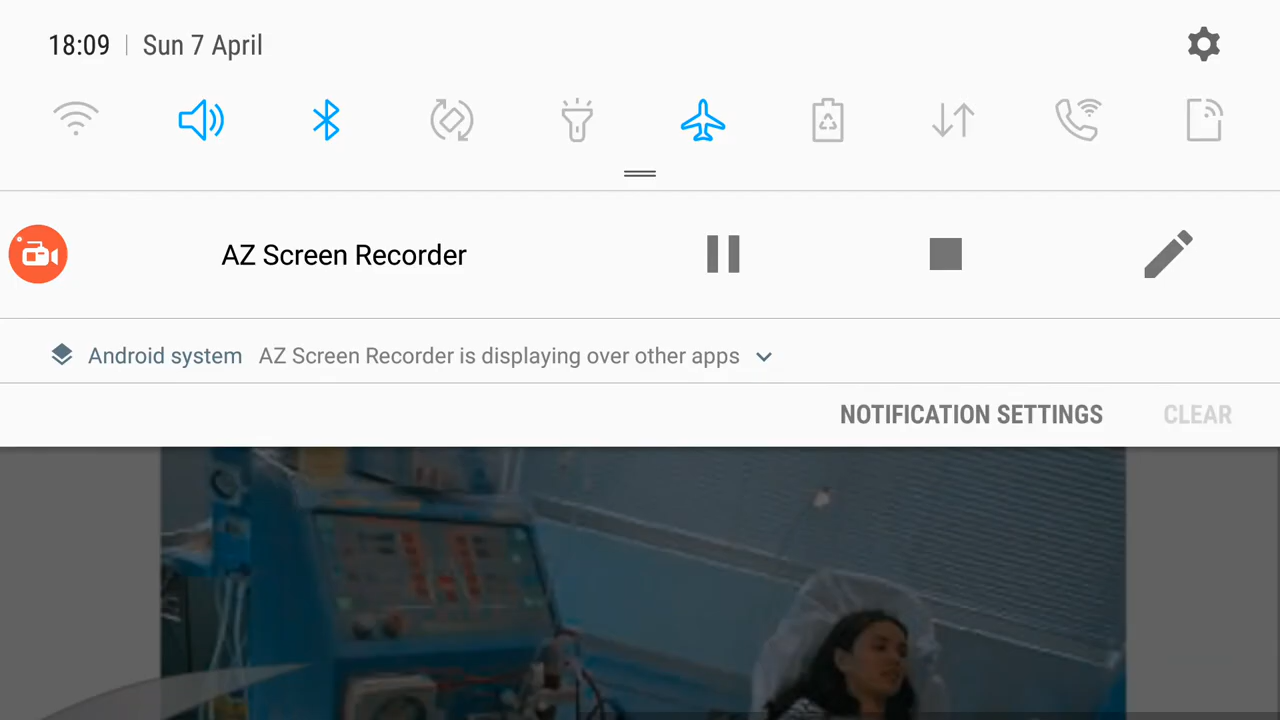 18:09 | Sun 7 April
AZ Screen Recorder
Android system AZ Screen Recorder is displaying over other apps
NOTIFICATION SETTINGS CLEAR